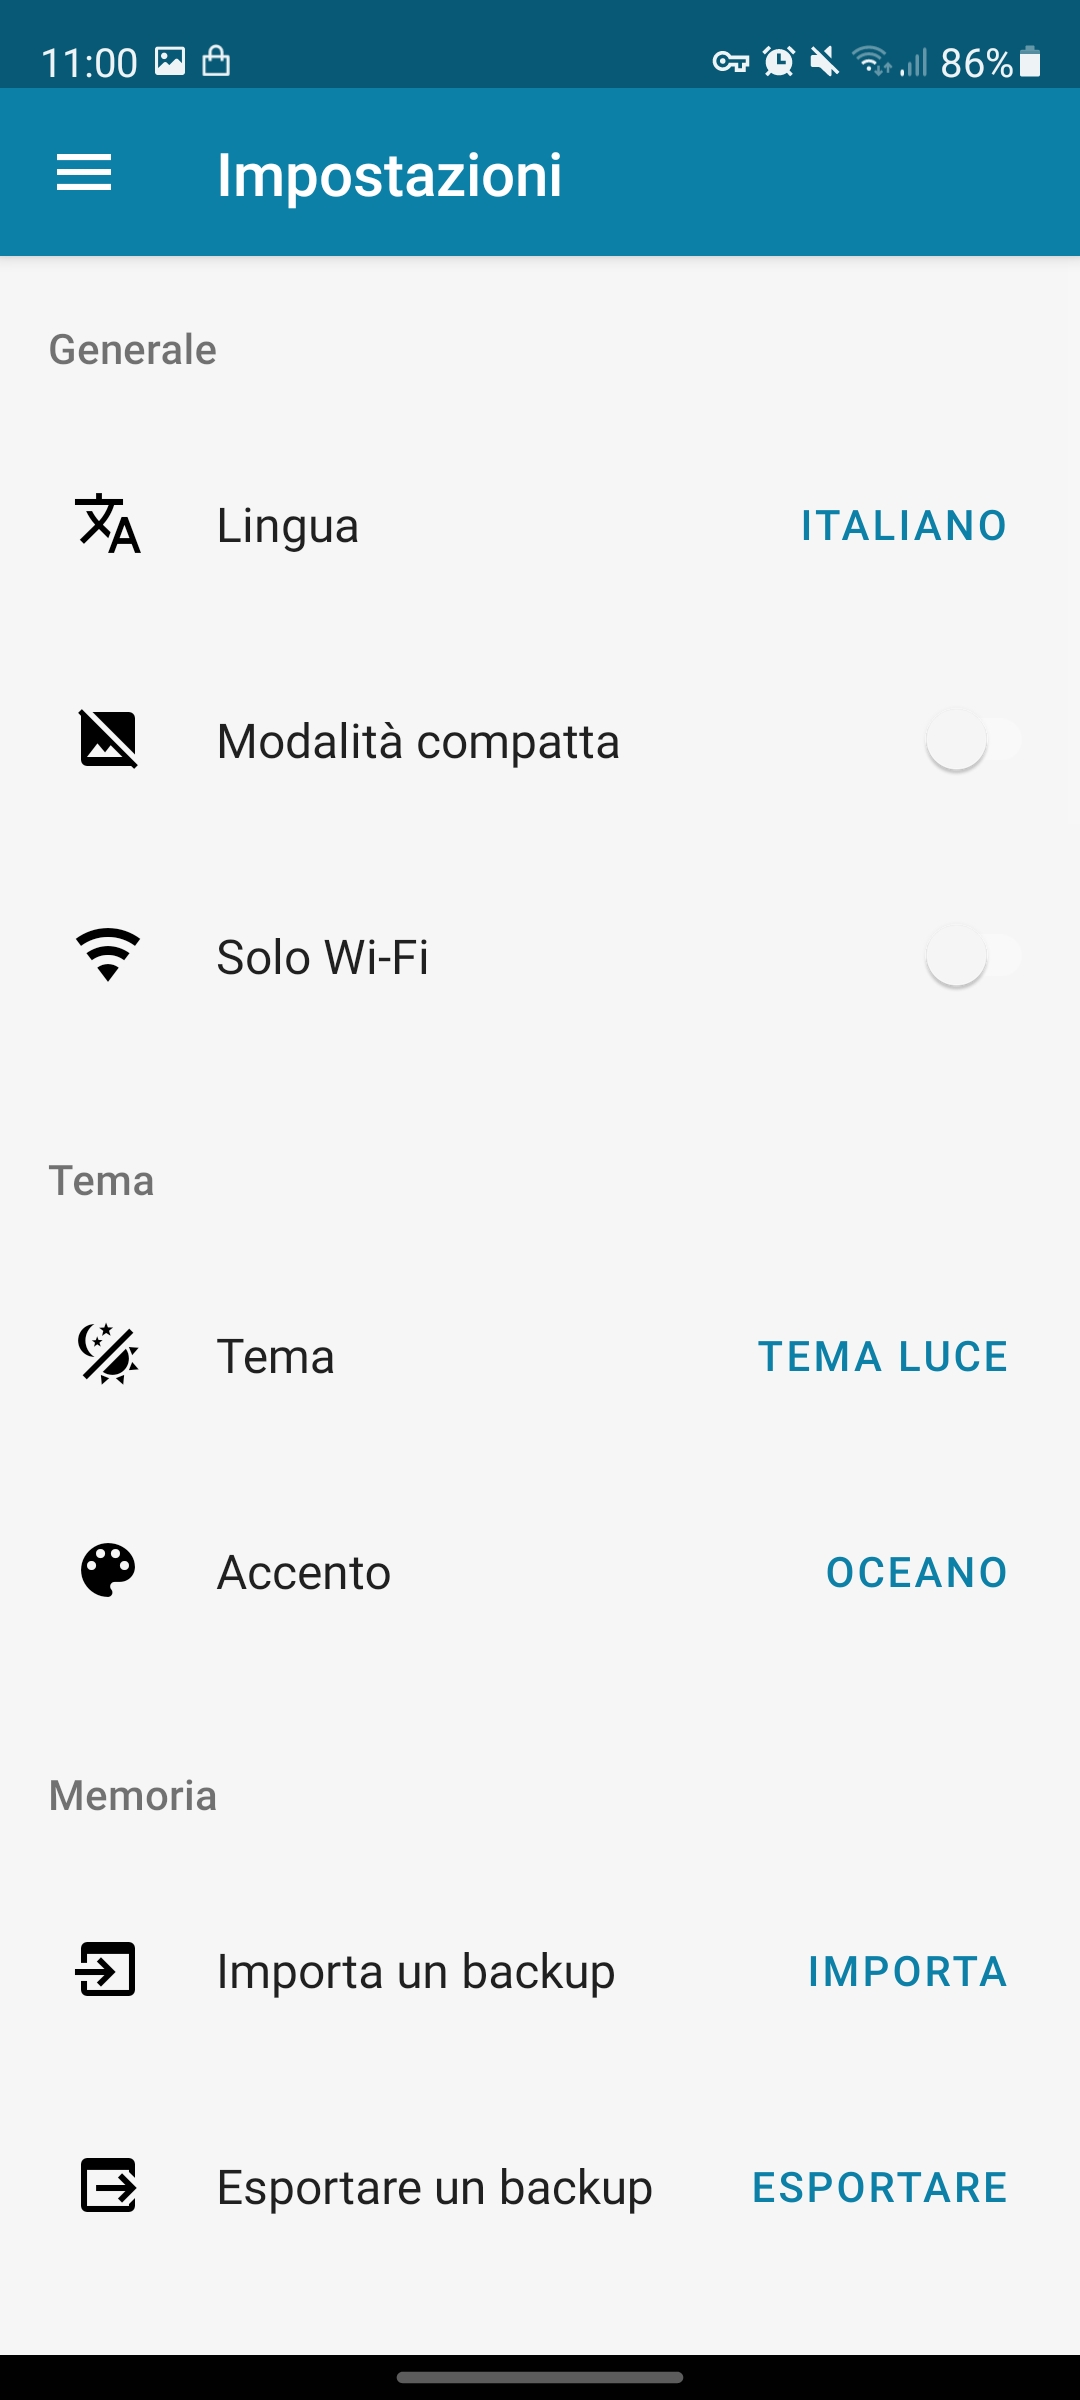 11:00 86%
Impostazioni
Generale
Lingua ITALIANO
Modalità compatta
Solo Wi-Fi
Tema
Tema TEMA LUCE
Accento OCEANO
Memoria
Importa un backup IMPORTA
Esportare un backup ESPORTARE